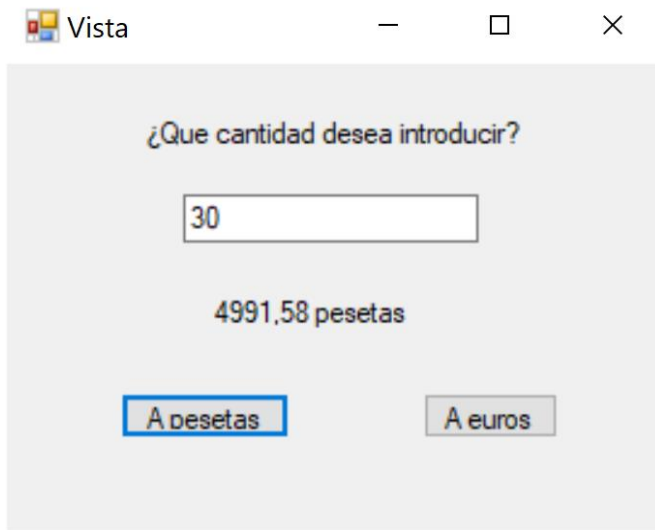 Vista
¿Que cantidad desea introducir?
30
4991,58 pesetas
A pesetas
A euros